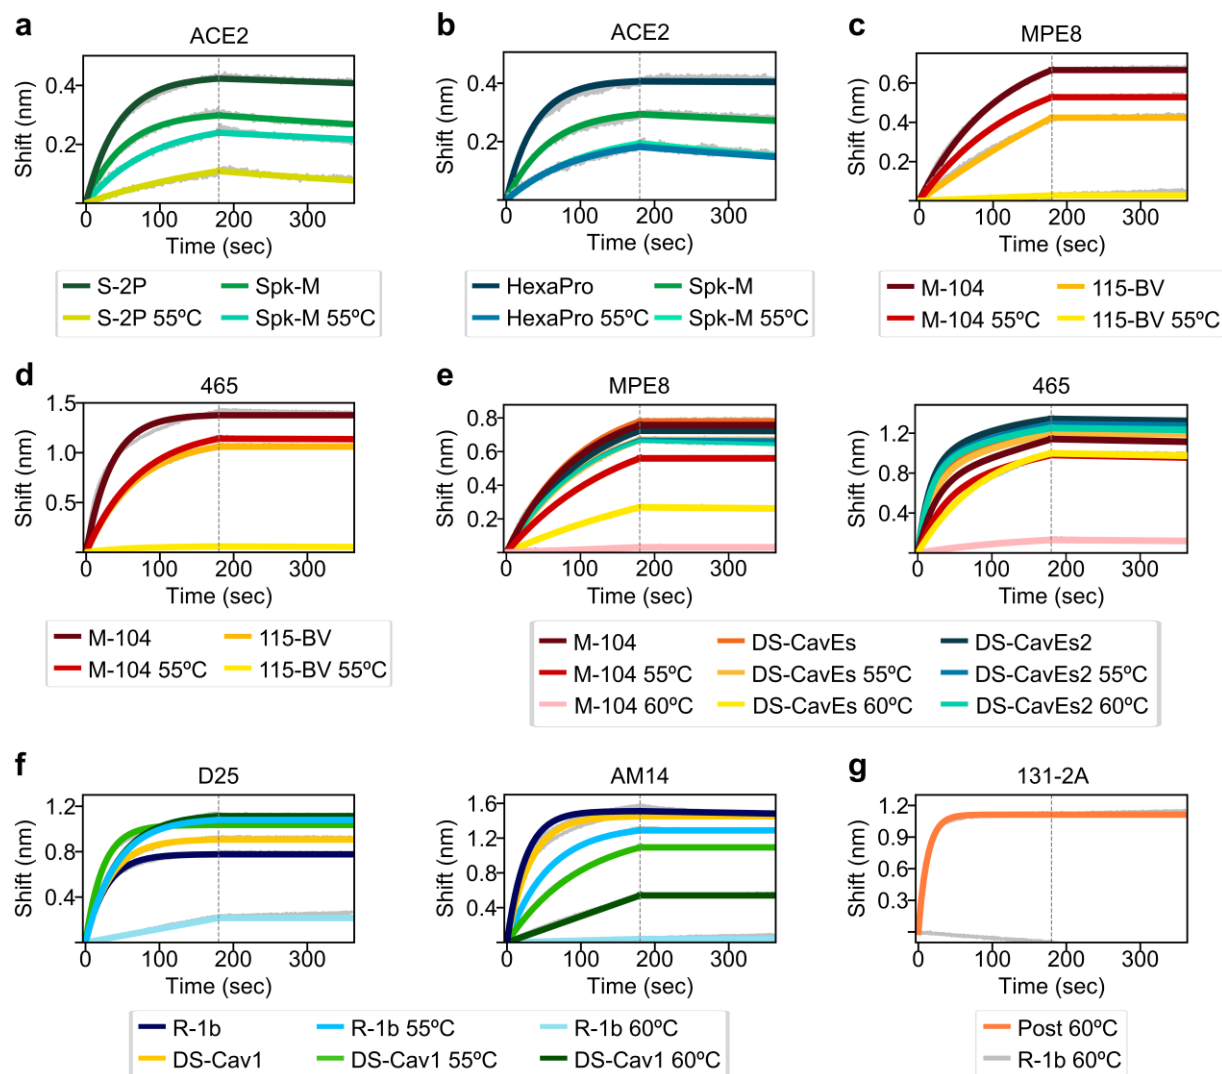 a
ACE2
Shift (nm)
0.4
0.2
0 100 200 300
Time (sec)
S-2P Spk-M
S-2P 55ºC Spk-M 55ºC
b
ACE2
Shift (nm)
0.4
0.2
0 100 200 300
Time (sec)
HexaPro Spk-M
HexaPro 55ºC Spk-M 55ºC
c
MPE8
Shift (nm)
0.6
0.4
0.2
0 100 200 300
Time (sec)
M-104 115-BV
M-104 55ºC 115-BV 55ºC
d
465
Shift (nm)
1.5
1.0
0.5
0 100 200 300
Time (sec)
M-104 115-BV
M-104 55ºC 115-BV 55ºC
e
MPE8
Shift (nm)
0.8
0.6
0.4
0.2
0 100 200 300
Time (sec)
465
Shift (nm)
1.2
0.8
0.4
0 100 200 300
Time (sec)
M-104 DS-CavEs DS-CavEs2
M-104 55ºC DS-CavEs 55ºC DS-CavEs2 55ºC
M-104 60ºC DS-CavEs 60ºC DS-CavEs2 60ºC
f
D25
Shift (nm)
1.2
0.8
0.4
0 100 200 300
Time (sec)
AM14
Shift (nm)
1.6
1.2
0.8
0.4
0 100 200 300
Time (sec)
R-1b R-1b 55ºC R-1b 60ºC
DS-Cav1 DS-Cav1 55ºC DS-Cav1 60ºC
g
131-2A
Shift (nm)
1.2
0.9
0.6
0.3
0 100 200 300
Time (sec)
Post 60ºC
R-1b 60ºC